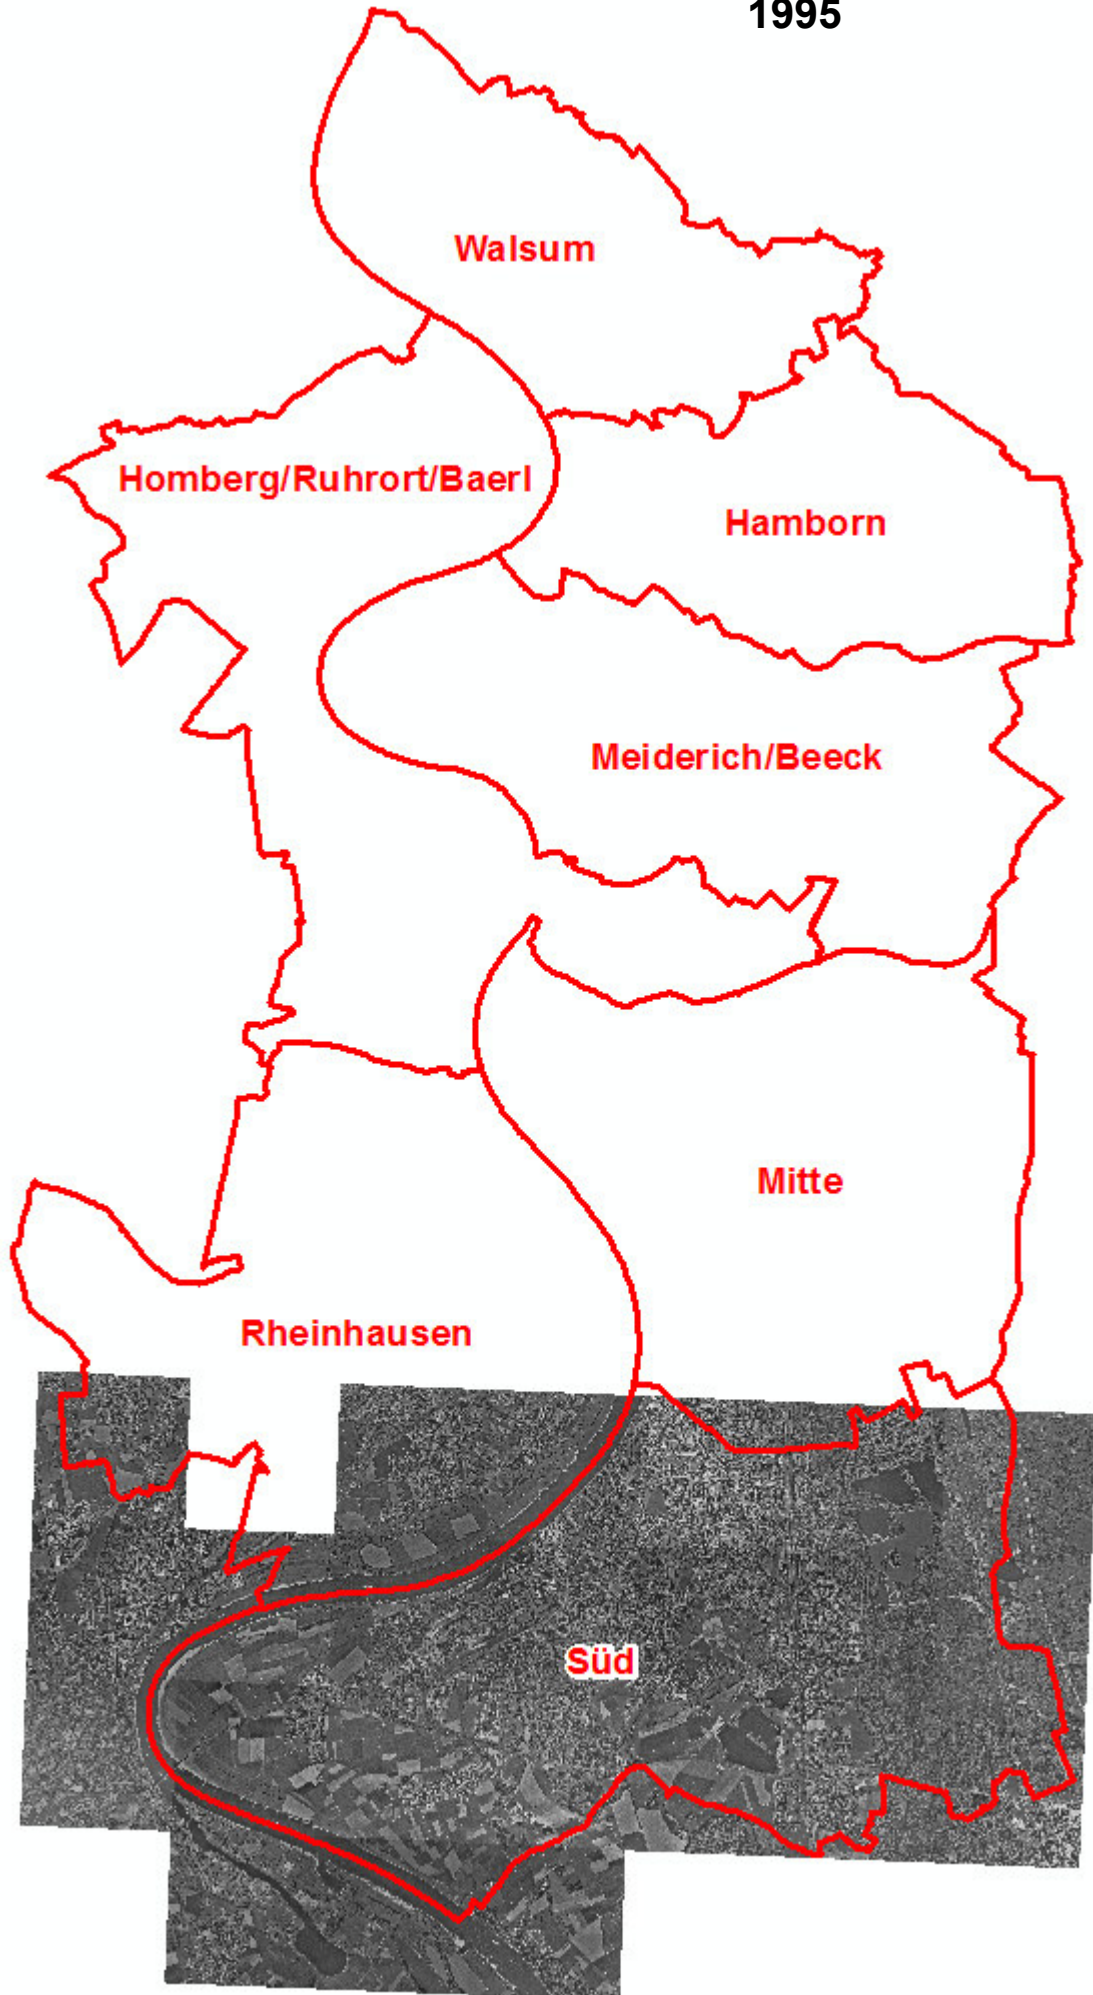 1995
Walsum
Homberg/Ruhrort/Baerl
Hamborn
Meiderich/Beeck
Mitte
Rheinhausen
Süd